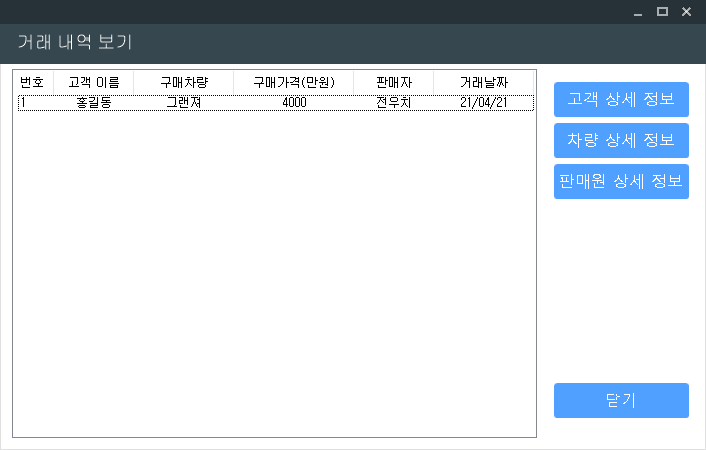 거래 내역 보기
번호 고객 이름 구매차량 구매가격(만원) 판매자 거래날짜
1 홍길동 그랜져 4000 전우치 21/04/21
고객 상세 정보
차량 상세 정보
판매원 상세 정보
닫기